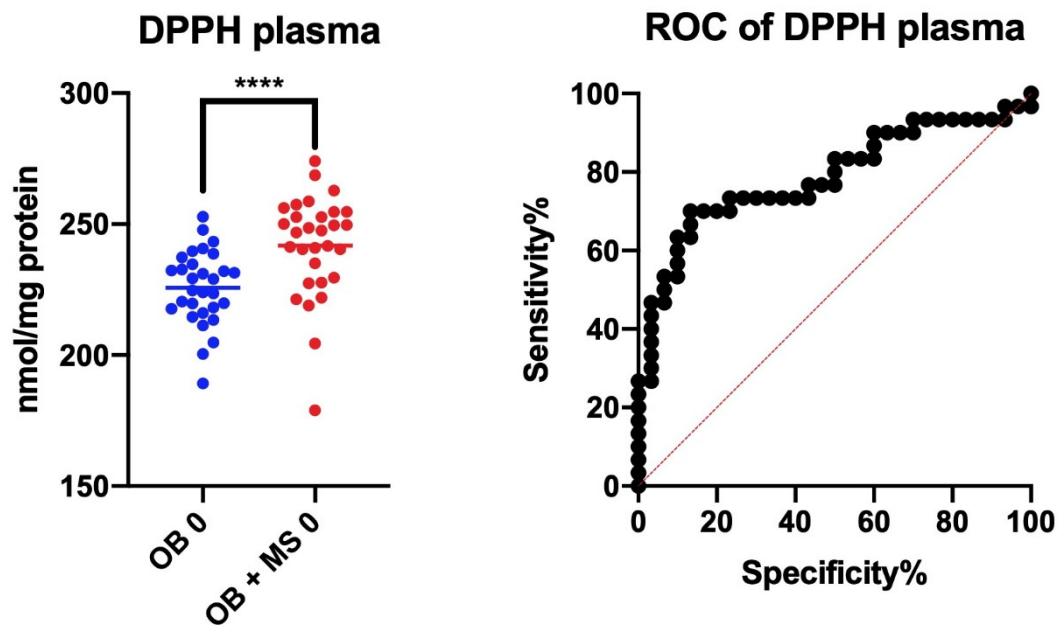 DPPH plasma
****
nmol/mg protein
300
250
200
150
OB 0
OB + MS 0
ROC of DPPH plasma
Sensitivity%
100
80
60
40
20
0
0 20 40 60 80 100
Specificity%